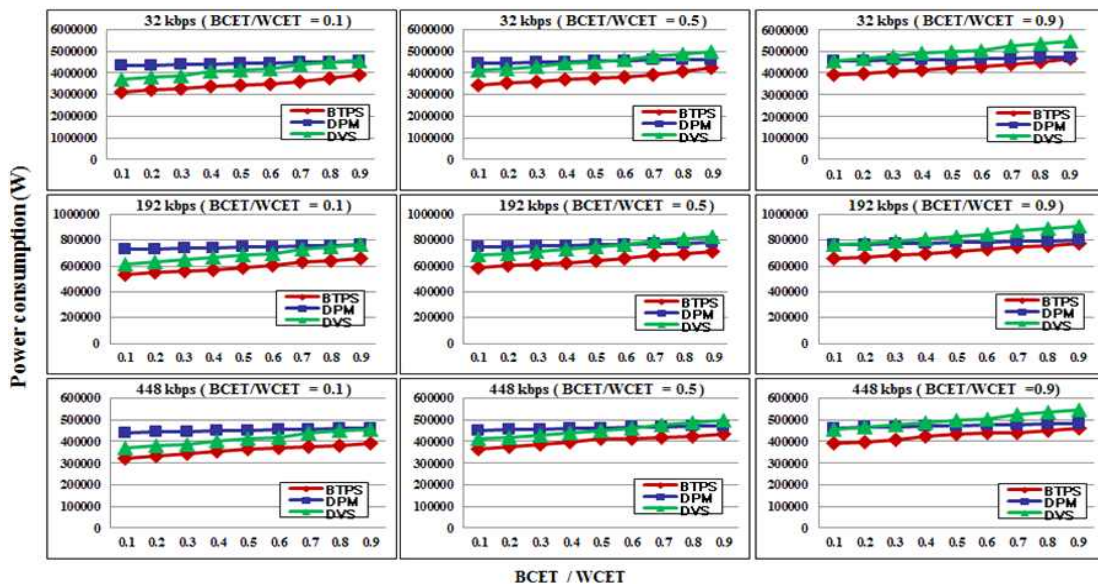 32 kbps ( BCET/WCET = 0.1)
6000000
5000000
4000000
3000000
2000000
1000000
0
BTPS
DPM
DVS
0.1 0.2 0.3 0.4 0.5 0.6 0.7 0.8 0.9
32 kbps ( BCET/WCET = 0.5)
6000000
5000000
4000000
3000000
2000000
1000000
0
BTPS
DPM
DVS
0.1 0.2 0.3 0.4 0.5 0.6 0.7 0.8 0.9
32 kbps ( BCET/WCET = 0.9)
6000000
5000000
4000000
3000000
2000000
1000000
0
BTPS
DPM
DVS
0.1 0.2 0.3 0.4 0.5 0.6 0.7 0.8 0.9
Power consumption (W)
192 kbps ( BCET/WCET = 0.1)
1000000
800000
600000
400000
200000
0
BTPS
DPM
DVS
0.1 0.2 0.3 0.4 0.5 0.6 0.7 0.8 0.9
192 kbps ( BCET/WCET = 0.5)
1000000
800000
600000
400000
200000
0
BTPS
DPM
DVS
0.1 0.2 0.3 0.4 0.5 0.6 0.7 0.8 0.9
192 kbps ( BCET/WCET = 0.9)
1000000
800000
600000
400000
200000
0
BTPS
DPM
DVS
0.1 0.2 0.3 0.4 0.5 0.6 0.7 0.8 0.9
448 kbps ( BCET/WCET = 0.1)
600000
500000
400000
300000
200000
100000
0
BTPS
DPM
DVS
0.1 0.2 0.3 0.4 0.5 0.6 0.7 0.8 0.9
448 kbps ( BCET/WCET = 0.5)
600000
500000
400000
300000
200000
100000
0
BTPS
DPM
DVS
0.1 0.2 0.3 0.4 0.5 0.6 0.7 0.8 0.9
448 kbps ( BCET/WCET =0.9)
600000
500000
400000
300000
200000
100000
0
BTPS
DPM
DVS
0.1 0.2 0.3 0.4 0.5 0.6 0.7 0.8 0.9
BCET / WCET